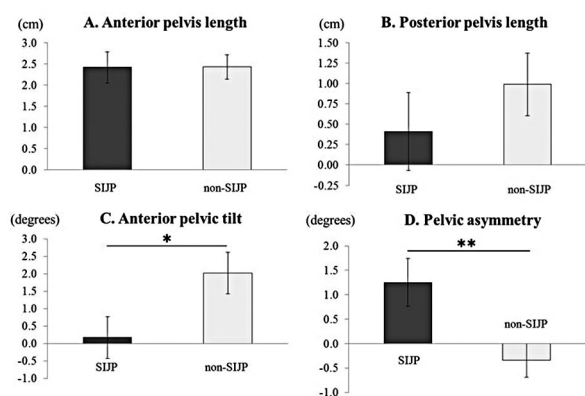 (cm)
A. Anterior pelvis length
3.0
2.5
2.0
1.5
1.0
0.5
0.0
SIJP
non-SIJP
(cm)
B. Posterior pelvis length
1.50
1.25
1.00
0.75
0.50
0.25
0.00
0.25
SIJP
non-SIJP
(degrees)
C. Anterior pelvic tilt
3.0
2.5
2.0
1.5
1.0
0.5
0.0
-0.5
-1.0
*
SIJP
non-SIJP
(degrees)
D. Pelvic asymmetry
2.0
1.5
1.0
0.5
0.0
-0.5
-1.0
**
non-SIJP
SIJP